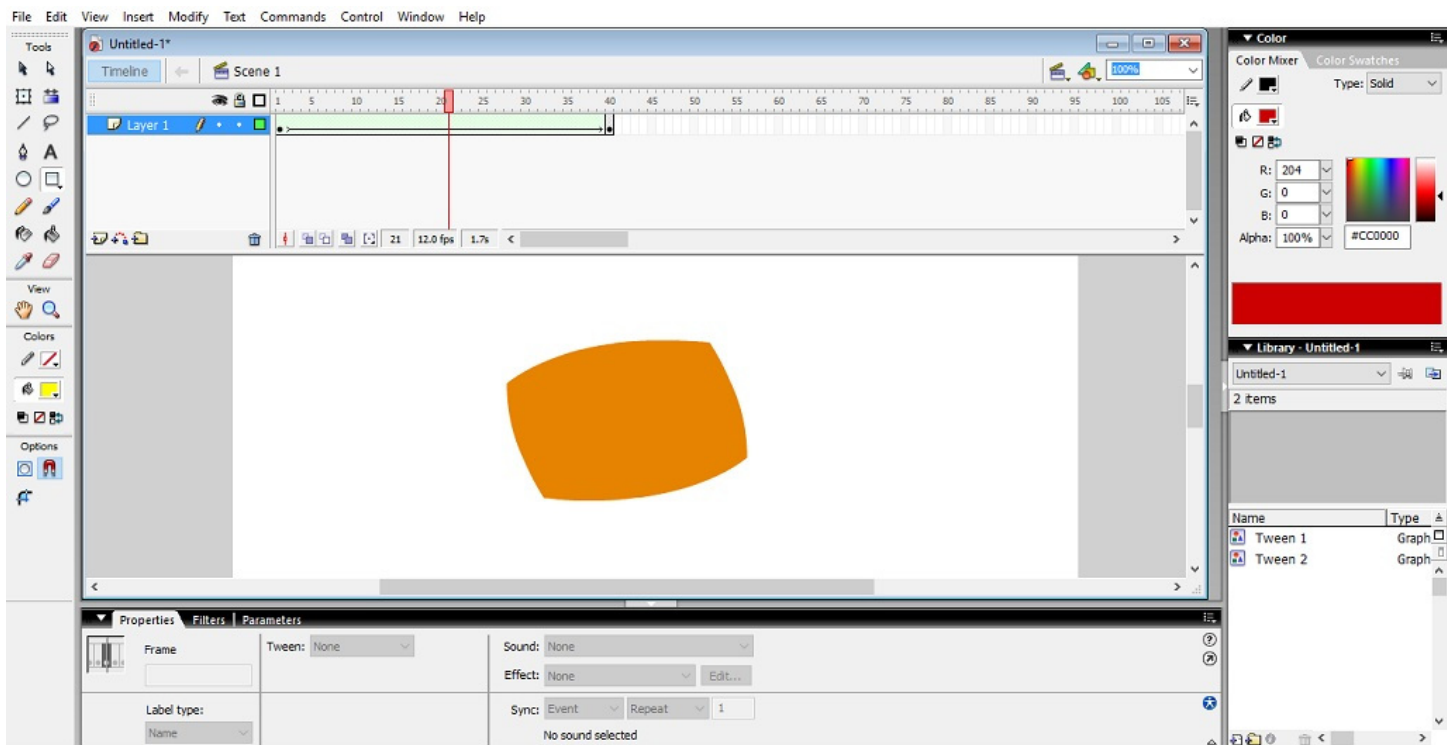 File Edit View Insert Modify Text Commands Control Window Help
Tools
View
Colors
Options
Untitled-1*
Timeline
Scene 1
100%
1 5 10 15 20 25 30 35 40 45 50 55 60 65 70 75 80 85 90 95 100 105
Layer 1
21 12.0 fps 1.7s
Properties Filters Parameters
Frame
Tween: None
Sound: None
Effect: None Edit...
Label type:
Name
Sync: Event Repeat 1
No sound selected
Color
Color Mixer Color Swatches
Type: Solid
R: 204
G: 0
B: 0
Alpha: 100% #CC0000
Library - Untitled-1
Untitled-1
2 items
Name Type
Tween 1 Graph
Tween 2 Graph